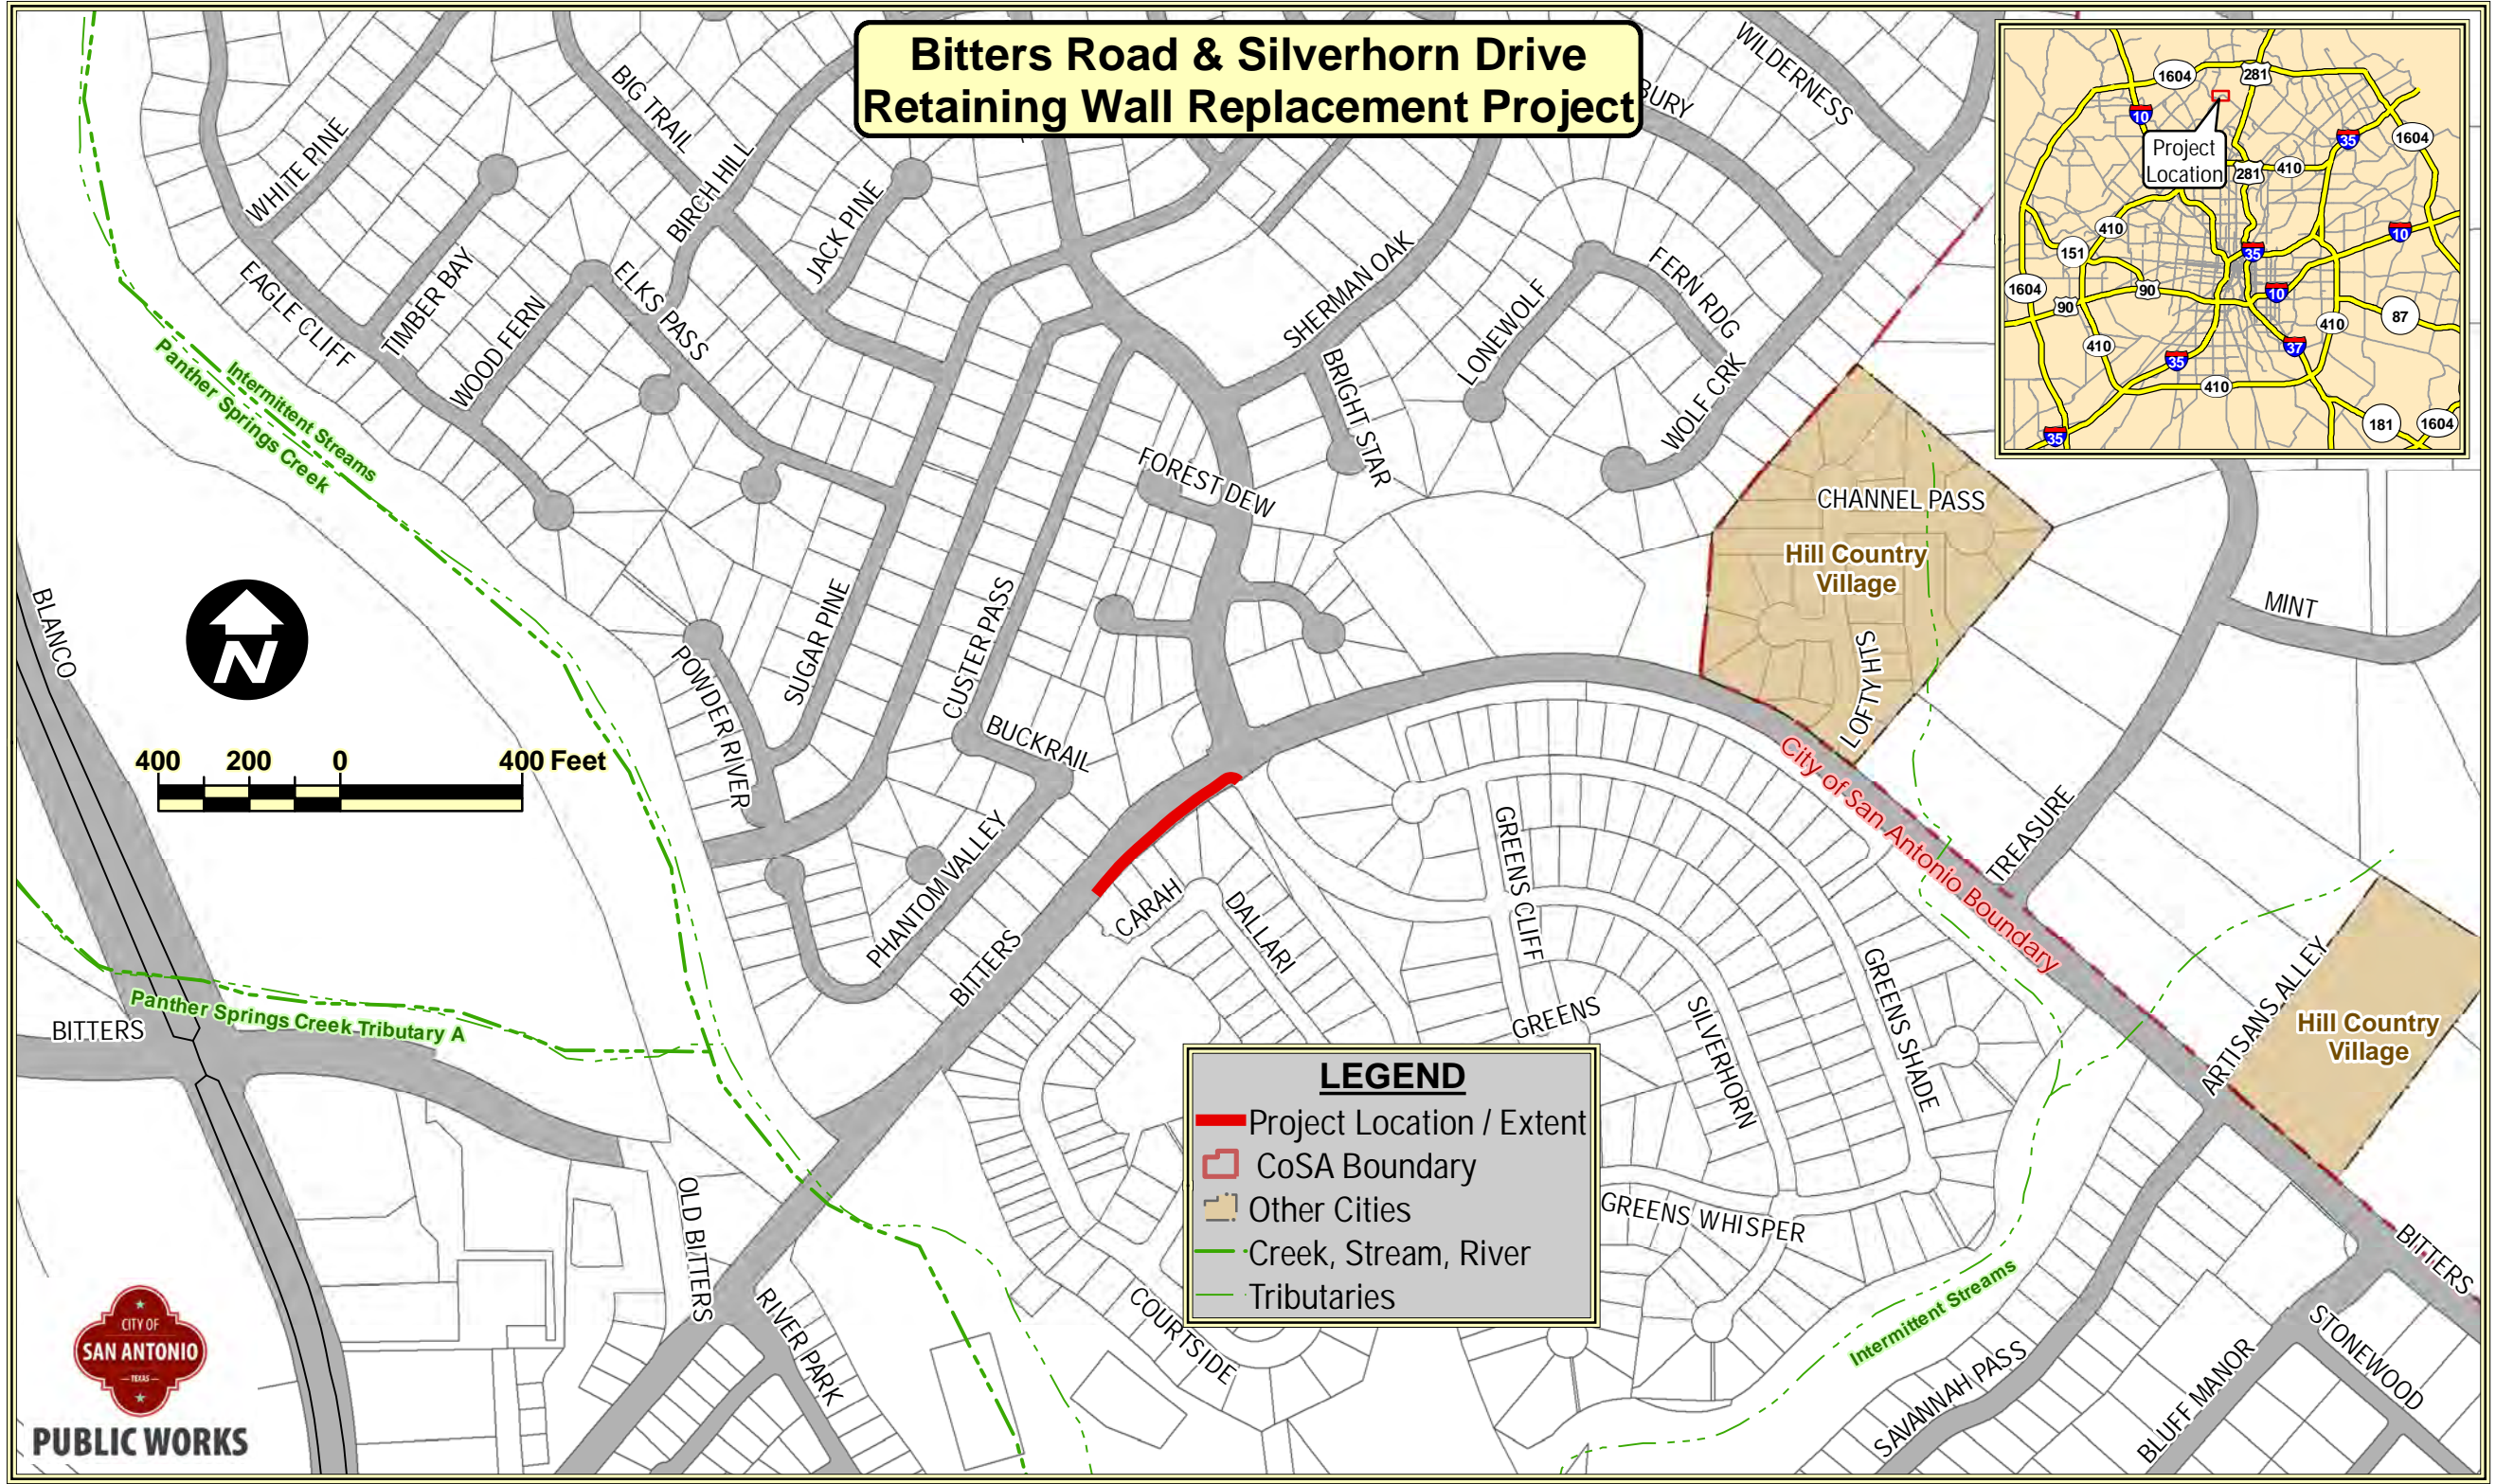 Bitters Road & Silverhorn Drive
Retaining Wall Replacement Project
WILDERNESS
BURY
BIG TRAIL
WHITE PINE
BIRCH HILL
JACK PINE
EAGLE CLIFF
TIMBER BAY
WOOD FERN
ELKS PASS
SHERMAN OAK
BRIGHT STAR
LONEWOLF
FERN RDG
WOLF CRK
FOREST DEW
Intermittent Streams
Panther Springs Creek
CHANNEL PASS
Hill Country
Village
LOFTY HTS
MINT
BLANCO
N
POWDER RIVER
SUGAR PINE
CUSTER PASS
BUCKRAIL
400 200 0 400 Feet
PHANTOM VALLEY
CARAH
DALLARI
BITTERS
GREENS CLIFF
GREENS
SILVERHORN
GREENS SHADE
City of San Antonio Boundary
TREASURE
ARTISANS ALLEY
Hill Country
Village
Panther Springs Creek Tributary A
BITTERS
OLD BITTERS
RIVER PARK
COURTSIDE
GREENS WHISPER
Intermittent Streams
SAVANNAH PASS
BLUFF MANOR
STONEWOOD
BITTERS
LEGEND
Project Location / Extent
CoSA Boundary
Other Cities
Creek, Stream, River
Tributaries
CITY OF
SAN ANTONIO
TEXAS
PUBLIC WORKS
1604
281
10
35
1604
Project
Location
281
410
410
151
35
10
1604
90
90
10
410
87
410
35
37
410
181
1604
35